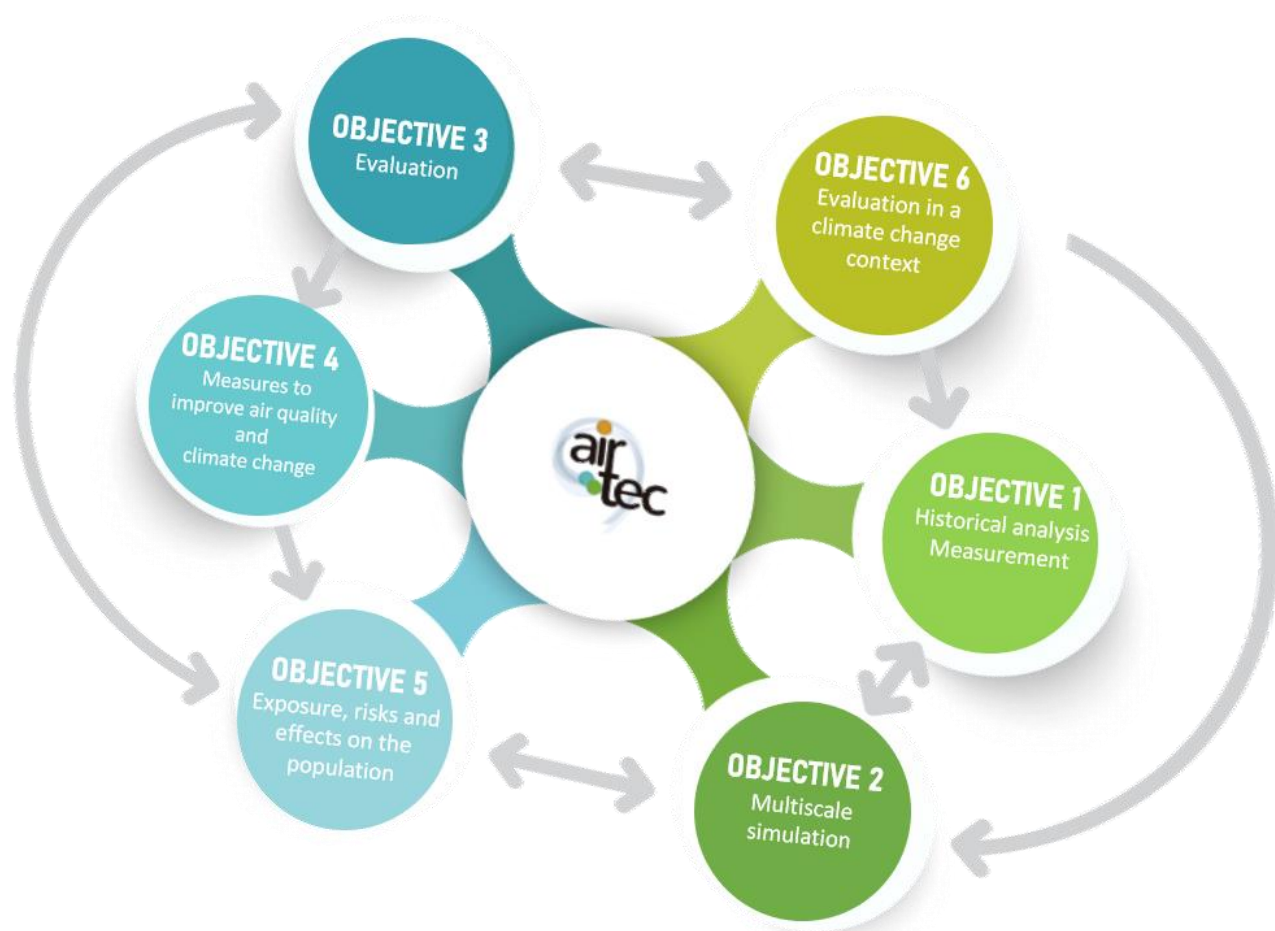 OBJECTIVE 3
Evaluation
OBJECTIVE 6
Evaluation in a
climate change
context
OBJECTIVE 4
Measures to
improve air quality
and
climate change
air
tec
OBJECTIVE 1
Historical analysis
Measurement
OBJECTIVE 5
Exposure, risks and
effects on the
population
OBJECTIVE 2
Multiscale
simulation